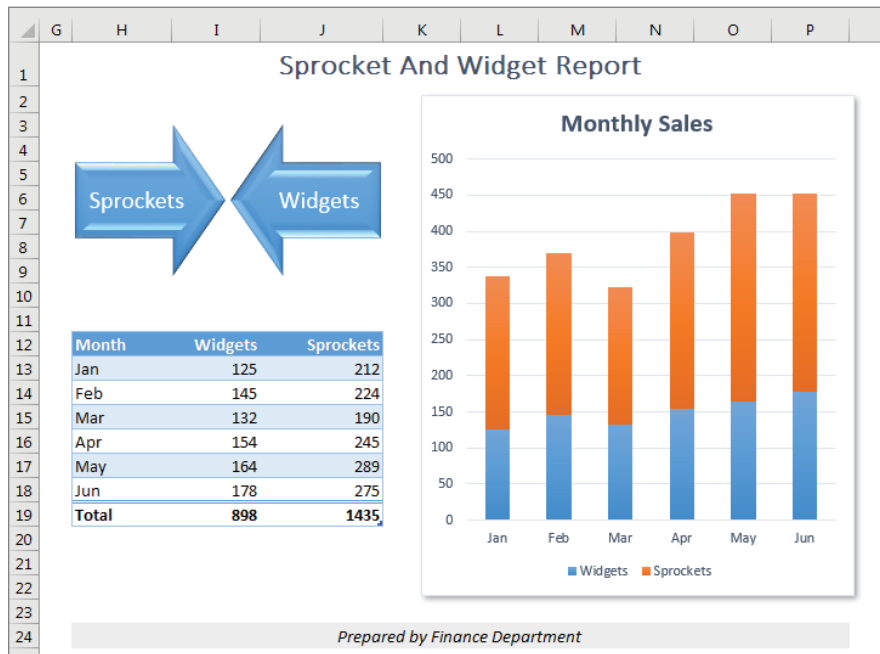 G H I J K L M N O P
1 Sprocket And Widget Report
2
3 Monthly Sales
4
5 500
6 Sprockets Widgets 450
7 400
8 350
9 300
10 250
11 200
12 Month Widgets Sprockets 150
13 Jan 125 212 100
14 Feb 145 224 50
15 Mar 132 190 0
16 Apr 154 245
17 May 164 289
18 Jun 178 275
19 Total 898 1435
20 Jan Feb Mar Apr May Jun
21 Widgets Sprockets
22
23
24 Prepared by Finance Department